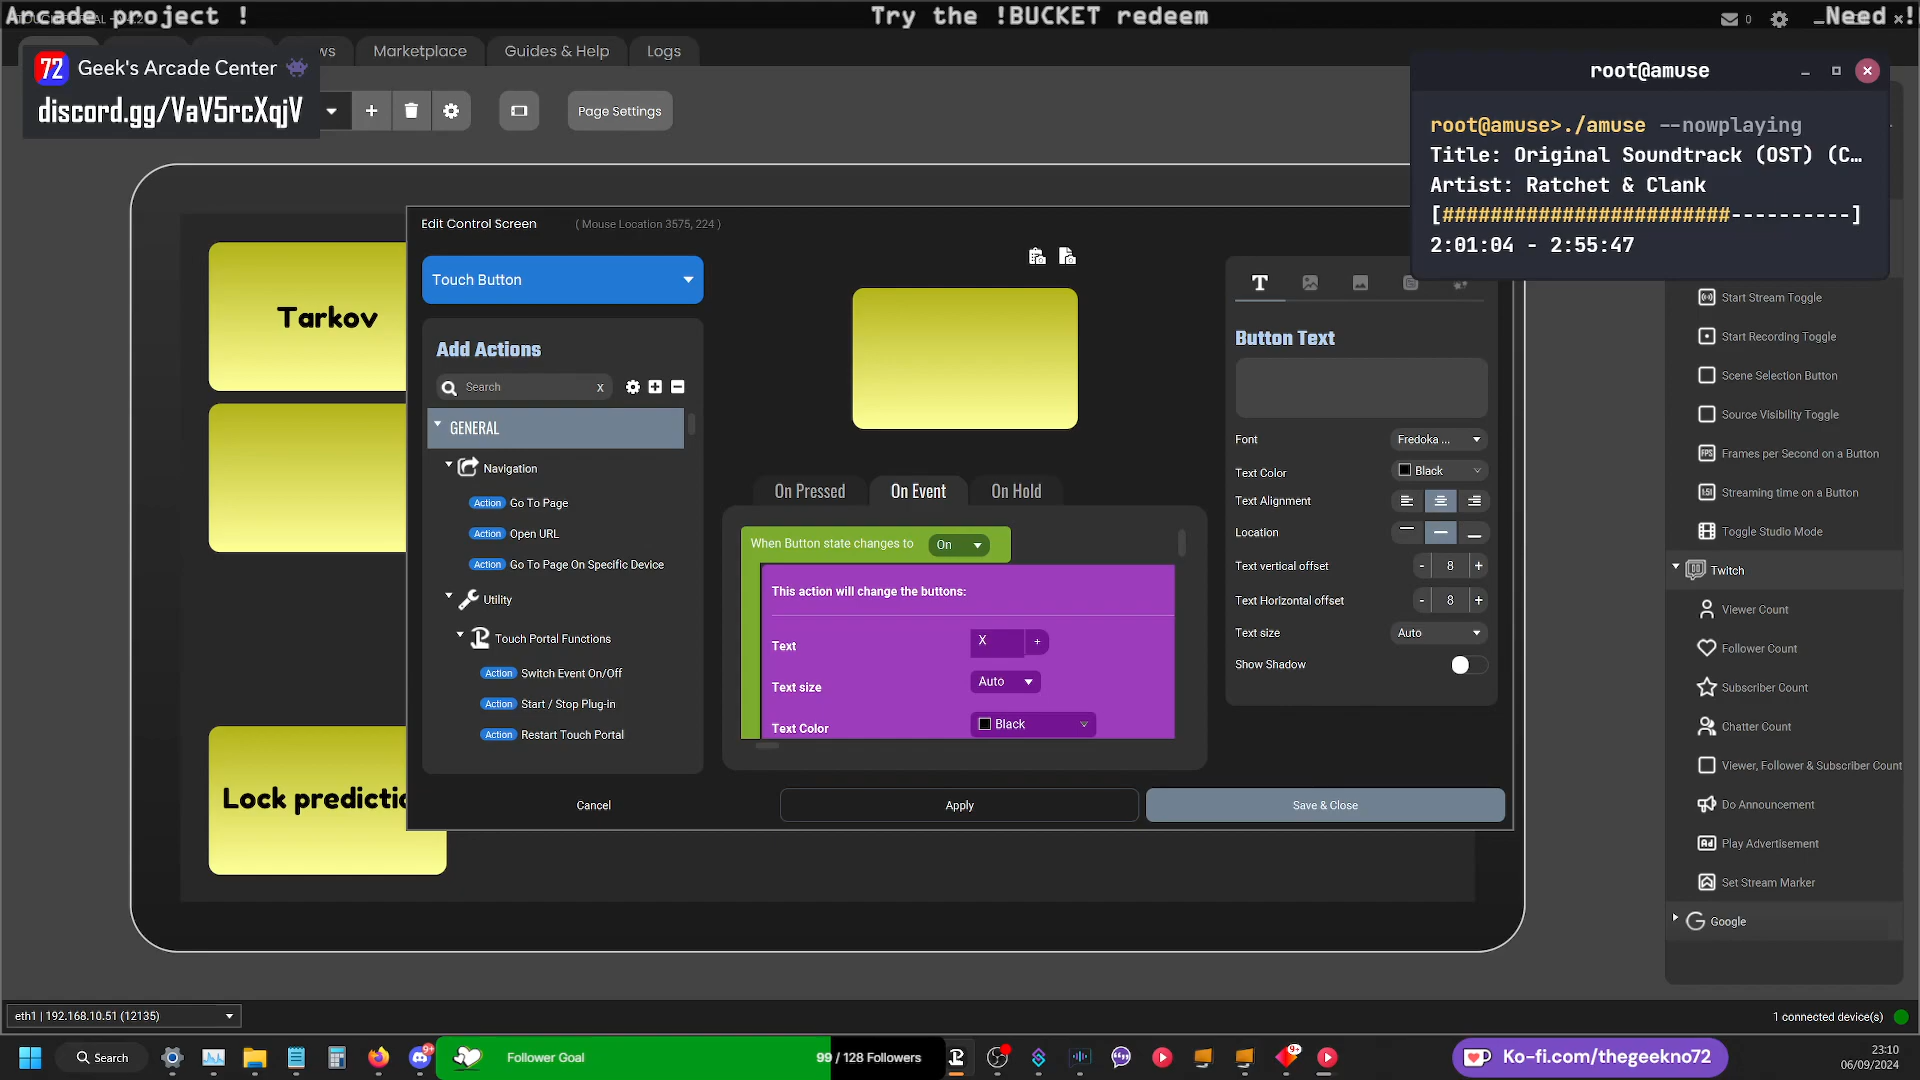 Arcade project !
Try the !BUCKET redeem
Need !
0
ws
Marketplace
Guides & Help
Logs
72 Geek's Arcade Center
discord.gg/VaV5rcXqjV
Page Settings
root@amuse
root@amuse>./amuse --nowplaying
Title: Original Soundtrack (OST) (C…
Artist: Ratchet & Clank
[########################----------]
2:01:04 - 2:55:47
Edit Control Screen
( Mouse Location 3575, 224 )
Touch Button
Add Actions
Search
x
GENERAL
Navigation
Action Go To Page
Action Open URL
Action Go To Page On Specific Device
Utility
Touch Portal Functions
Action Switch Event On/Off
Action Start / Stop Plug-in
Action Restart Touch Portal
Tarkov
Lock predictio
On Pressed
On Event
On Hold
When Button state changes to
On
This action will change the buttons:
Text
X
+
Text size
Auto
Text Color
Black
Cancel
Apply
Save & Close
T
Button Text
Font
Fredoka ...
Text Color
Black
Text Alignment
Location
Text vertical offset
- 8 +
Text Horizontal offset
- 8 +
Text size
Auto
Show Shadow
Start Stream Toggle
Start Recording Toggle
Scene Selection Button
Source Visibility Toggle
FPS Frames per Second on a Button
Streaming time on a Button
Toggle Studio Mode
Twitch
Viewer Count
Follower Count
Subscriber Count
Chatter Count
Viewer, Follower & Subscriber Count
Do Announcement
Ad Play Advertisement
Set Stream Marker
Google
eth1 | 192.168.10.51 (12135)
1 connected device(s)
Search
9+
Follower Goal
99 / 128 Followers
9+
Ko-fi.com/thegeekno72
23:10
06/09/2024